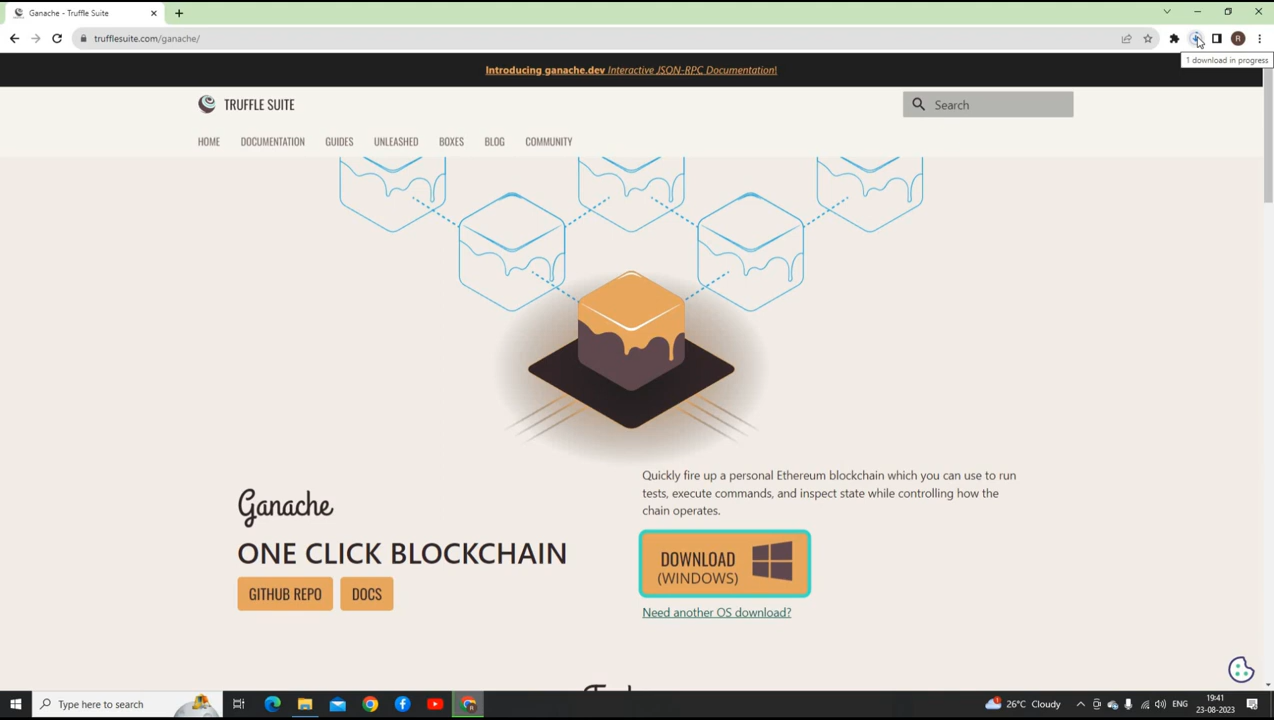 Ganache - Truffle Suite
trufflesuite.com/ganache/
R
1 download in progress
Introducing ganache.dev Interactive JSON-RPC Documentation!
TRUFFLE SUITE
Search
HOME DOCUMENTATION GUIDES UNLEASHED BOXES BLOG COMMUNITY
Quickly fire up a personal Ethereum blockchain which you can use to run
tests, execute commands, and inspect state while controlling how the
chain operates.
Ganache
ONE CLICK BLOCKCHAIN
GITHUB REPO DOCS
DOWNLOAD
(WINDOWS)
Need another OS download?
Type here to search
26°C Cloudy
ENG
19:41
23-08-2023